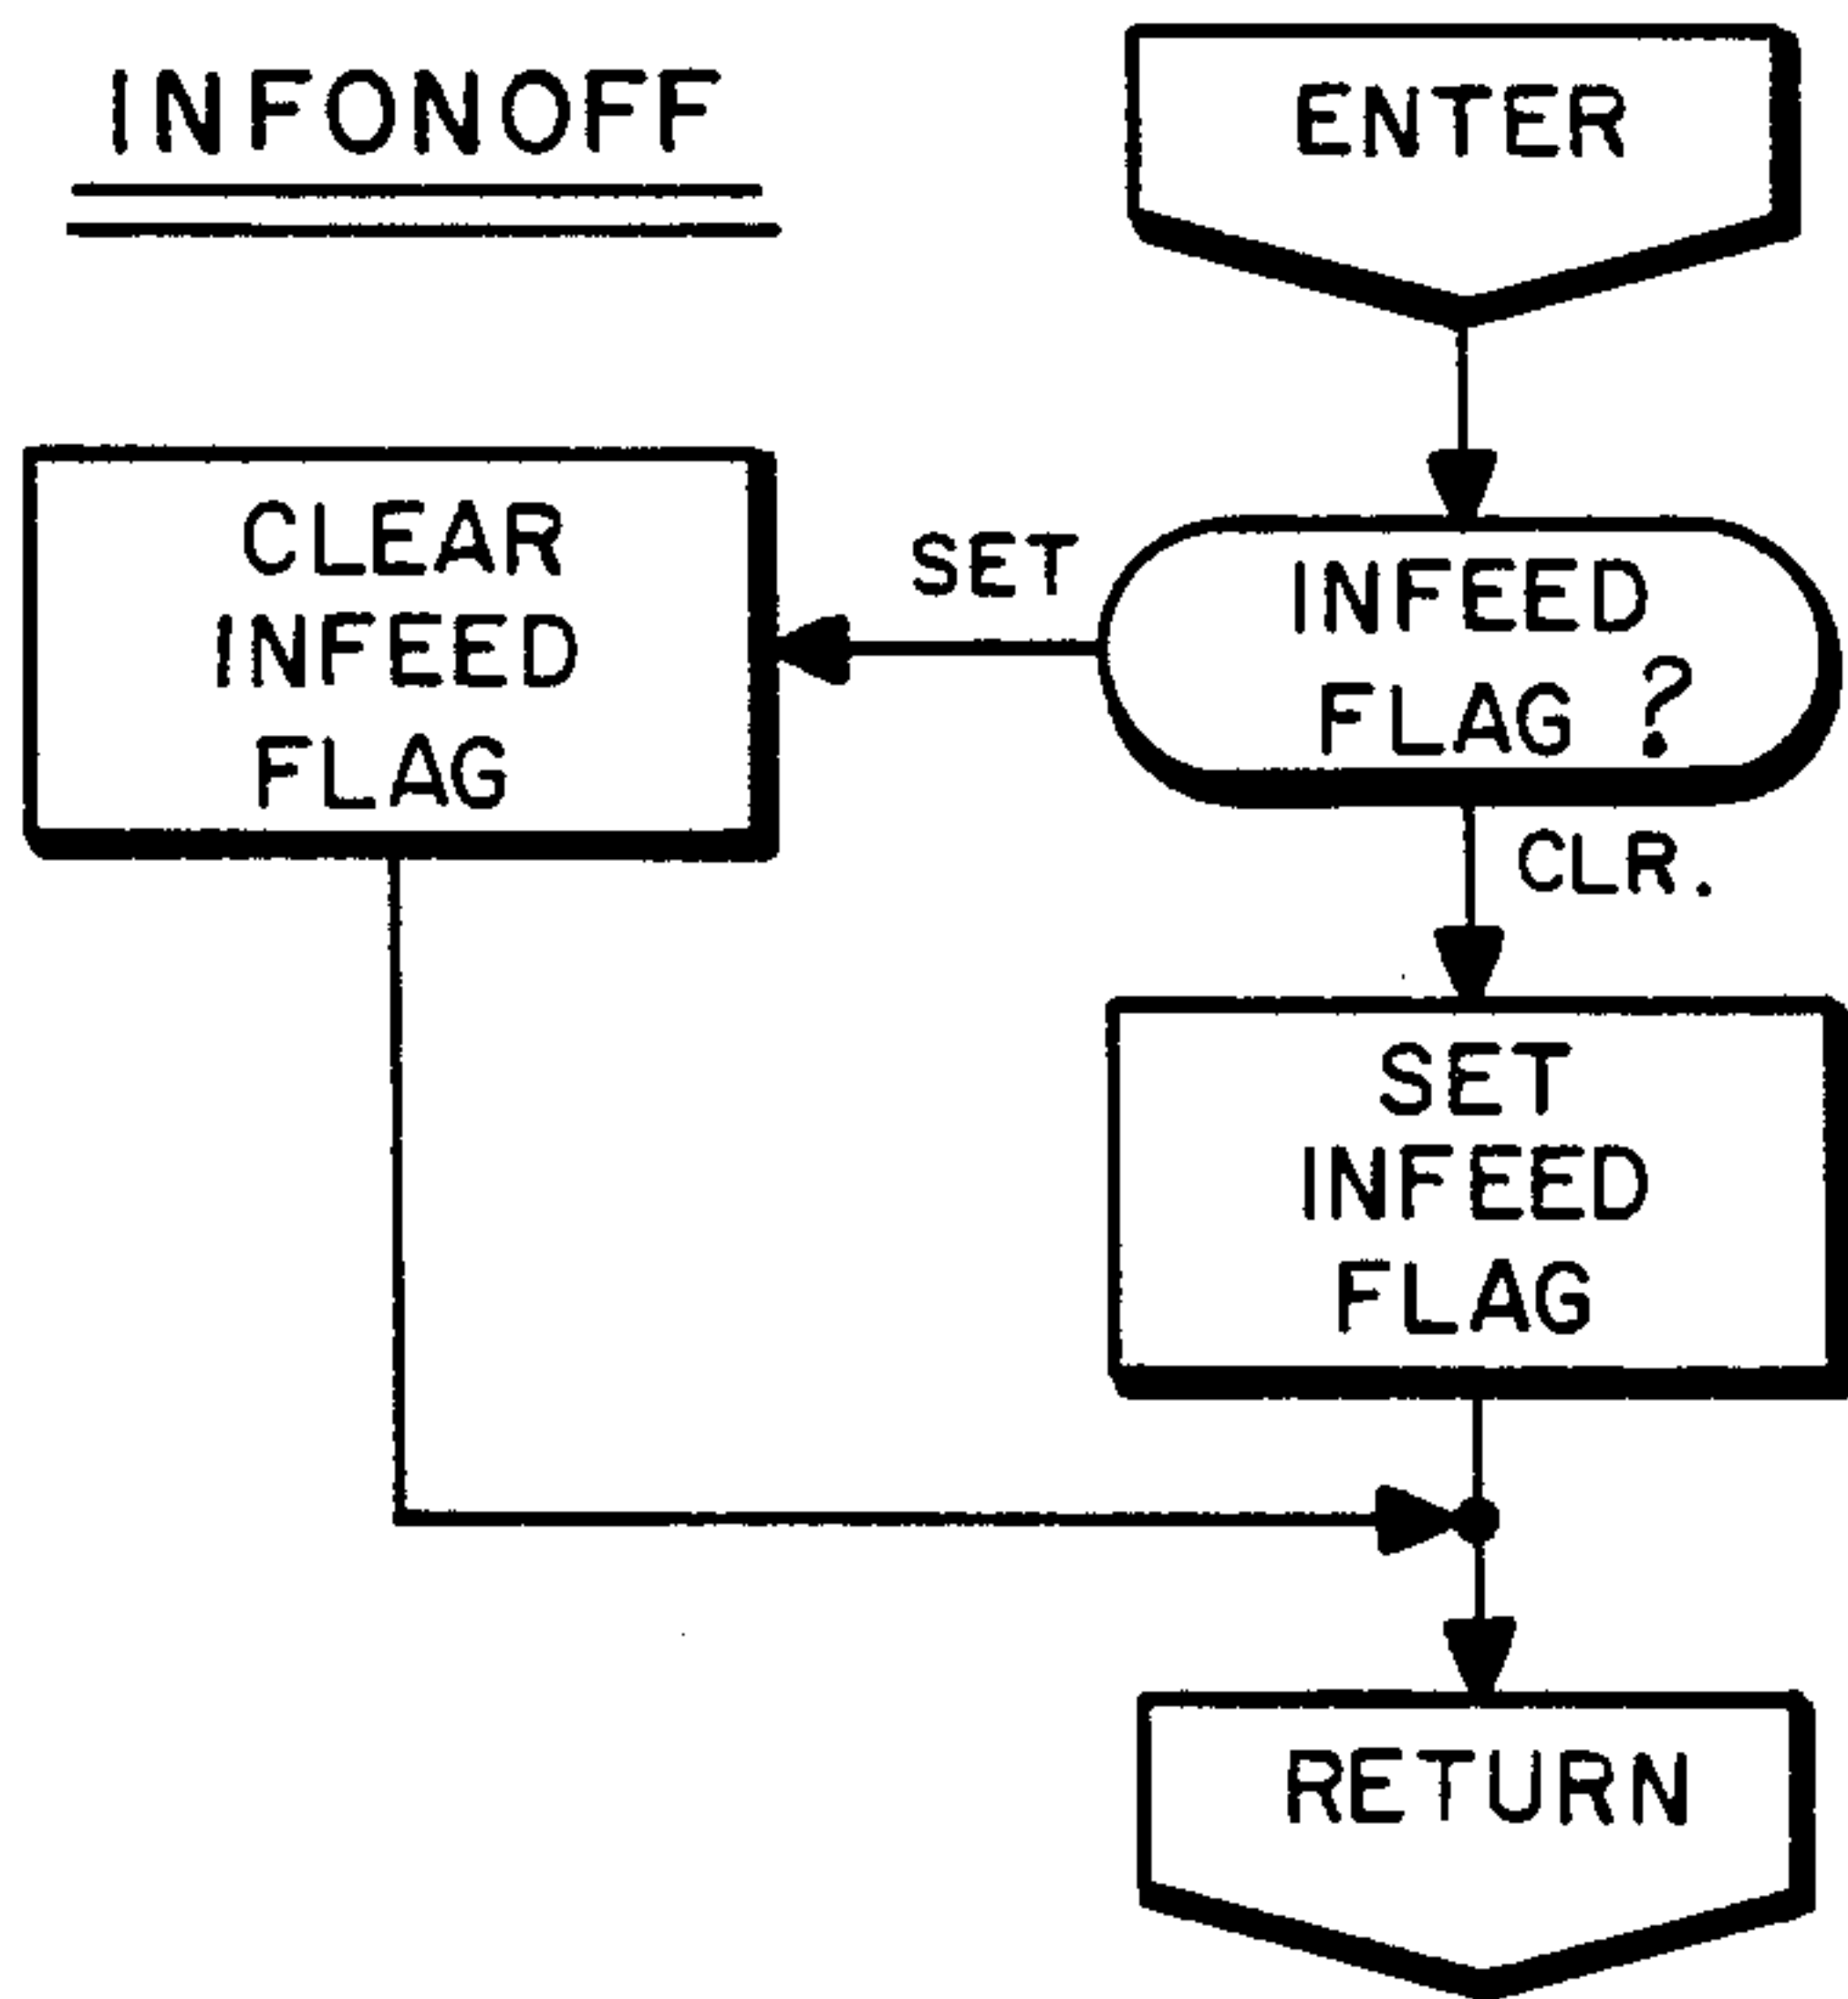 INFONOFF
ENTER
INFEED
FLAG ?
SET
CLEAR
INFEED
FLAG
CLR.
SET
INFEED
FLAG
RETURN